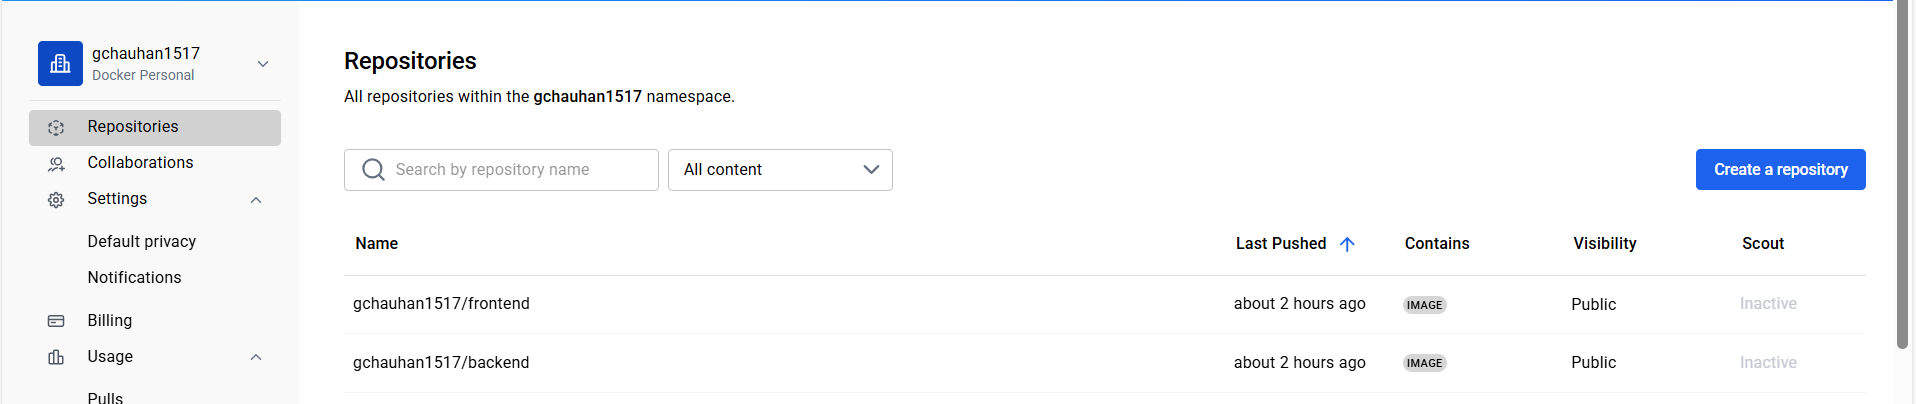 gchauhan1517
Docker Personal
Repositories
Collaborations
Settings
Default privacy
Notifications
Billing
Usage
Pulls
Repositories
All repositories within the gchauhan1517 namespace.
Search by repository name
All content
Create a repository
Name Last Pushed Contains Visibility Scout
gchauhan1517/frontend about 2 hours ago IMAGE Public Inactive
gchauhan1517/backend about 2 hours ago IMAGE Public Inactive